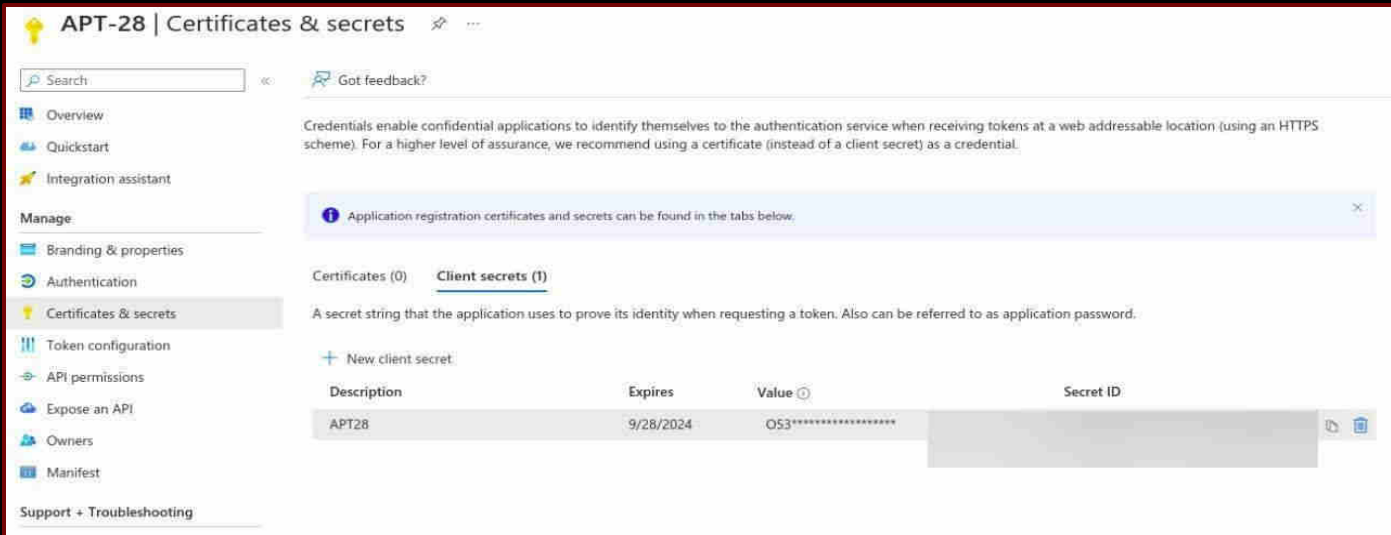 APT-28 | Certificates & secrets
Search
Got feedback?
Overview
Quickstart
Integration assistant
Manage
Branding & properties
Authentication
Certificates & secrets
Token configuration
API permissions
Expose an API
Owners
Manifest
Support + Troubleshooting
Credentials enable confidential applications to identify themselves to the authentication service when receiving tokens at a web addressable location (using an HTTPS
scheme). For a higher level of assurance, we recommend using a certificate (instead of a client secret) as a credential.
Application registration certificates and secrets can be found in the tabs below.
Certificates (0) Client secrets (1)
A secret string that the application uses to prove its identity when requesting a token. Also can be referred to as application password.
New client secret
Description Expires Value Secret ID
APT28 9/28/2024 O53******************